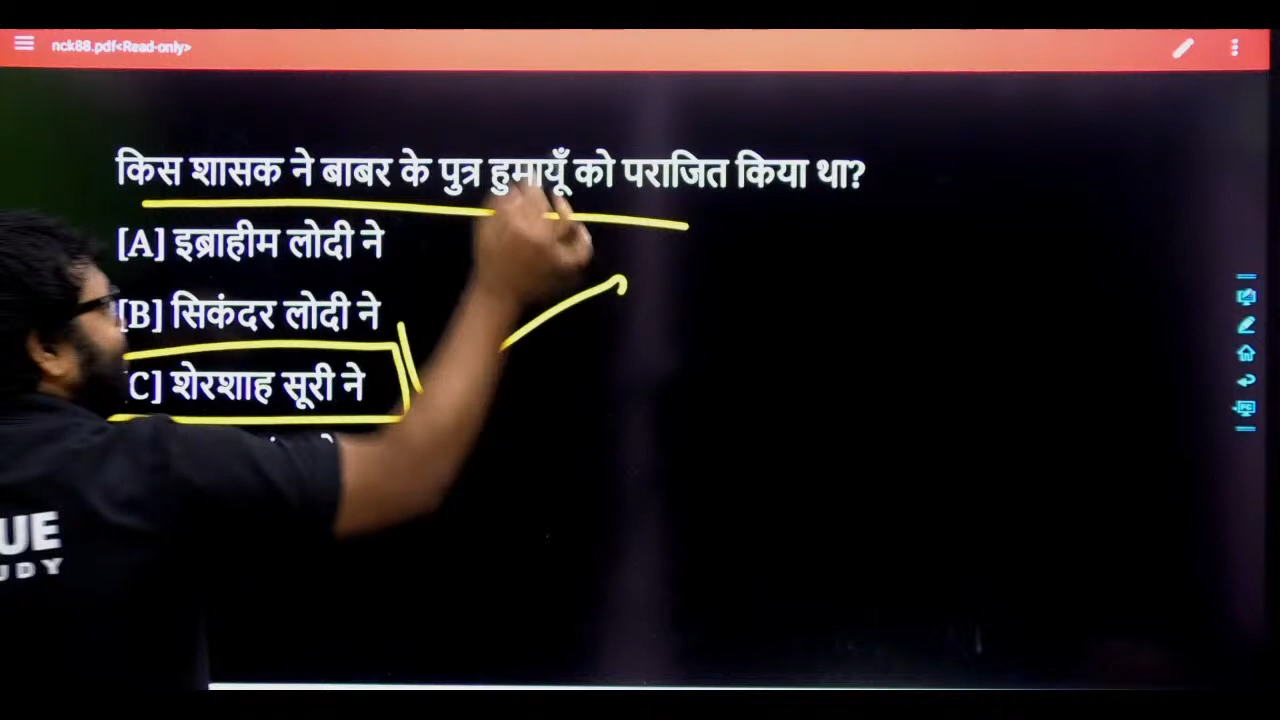 nck88.pdf<Read-only>
किस शासक ने बाबर के पुत्र हुमायूँ को पराजित किया था?
[A] इब्राहीम लोदी ने
[B] सिकंदर लोदी ने
C] शेरशाह सूरी ने
UE
UDY